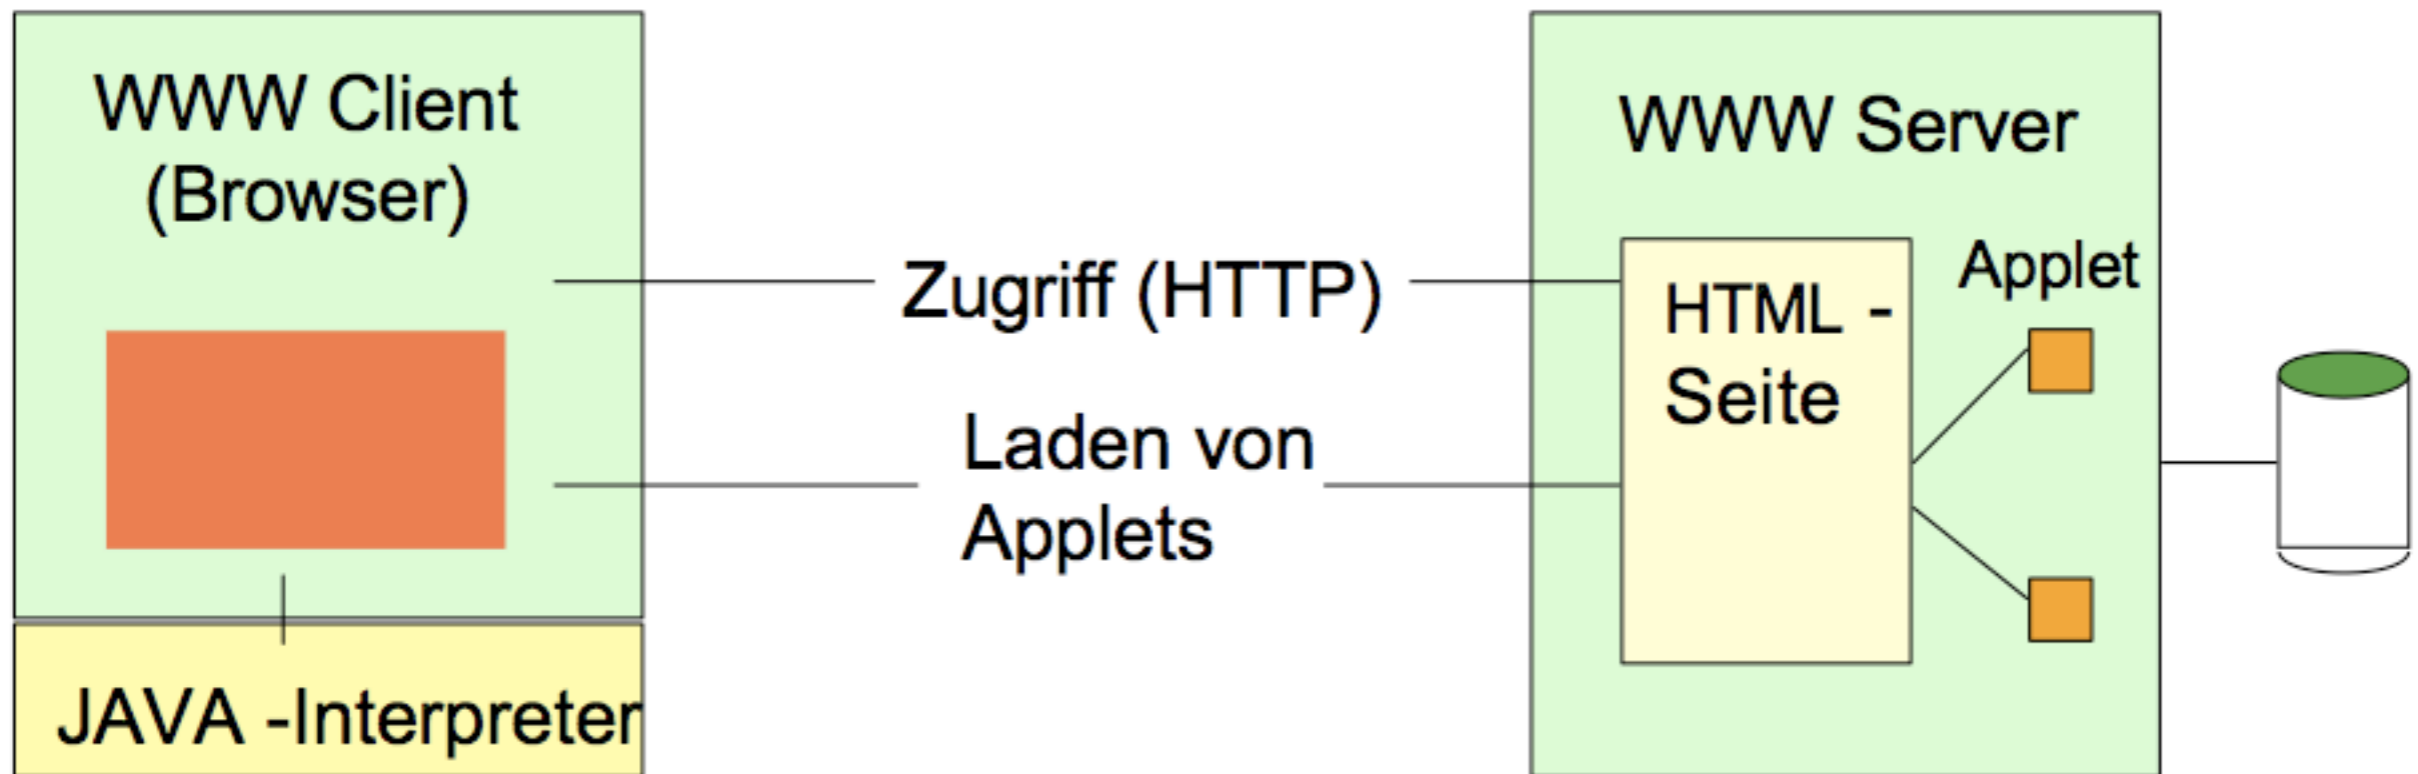 WWW Client
(Browser)
JAVA -Interpreter
Zugriff (HTTP)
Laden von
Applets
WWW Server
HTML -
Seite
Applet